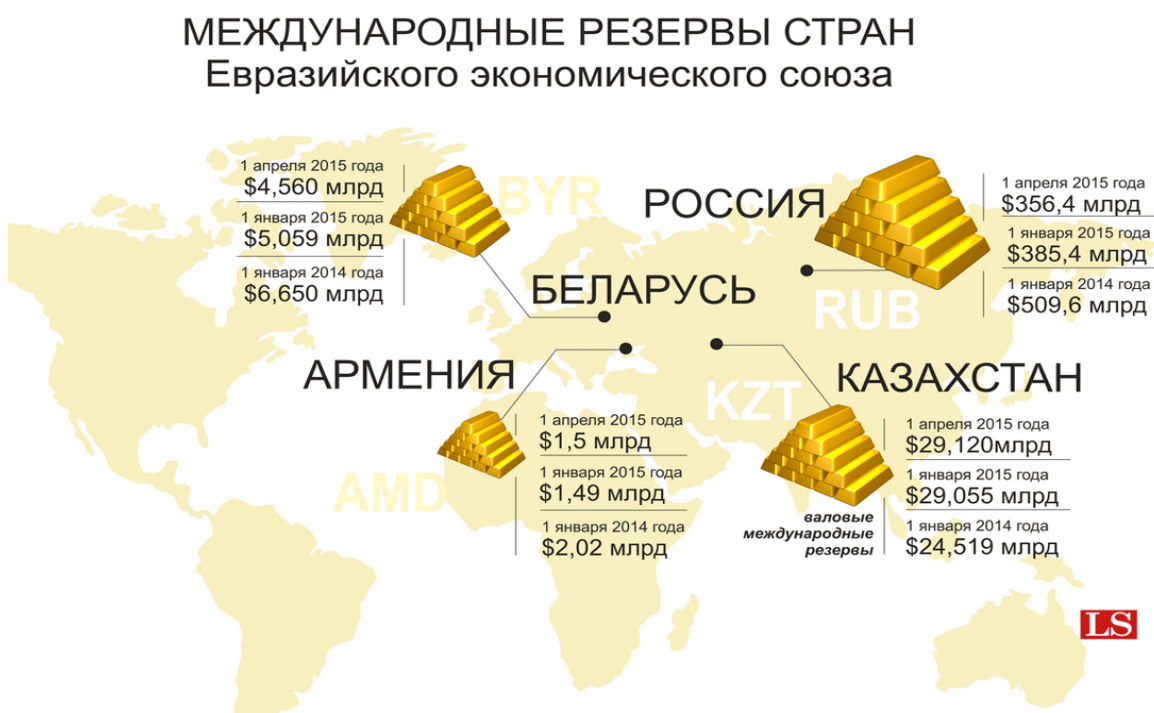 МЕЖДУНАРОДНЫЕ РЕЗЕРВЫ СТРАН
Евразийского экономического союза
1 апреля 2015 года
$4,560 млрд
1 января 2015 года
$5,059 млрд
1 января 2014 года
$6,650 млрд
BYR
БЕЛАРУСЬ
РОССИЯ
1 апреля 2015 года
$356,4 млрд
1 января 2015 года
$385,4 млрд
1 января 2014 года
$509,6 млрд
RUB
АРМЕНИЯ
1 апреля 2015 года
$1,5 млрд
1 января 2015 года
$1,49 млрд
1 января 2014 года
$2,02 млрд
AMD
KZT
КАЗАХСТАН
1 апреля 2015 года
$29,120млрд
1 января 2015 года
$29,055 млрд
1 января 2014 года
$24,519 млрд
валовые
международные
резервы
LS